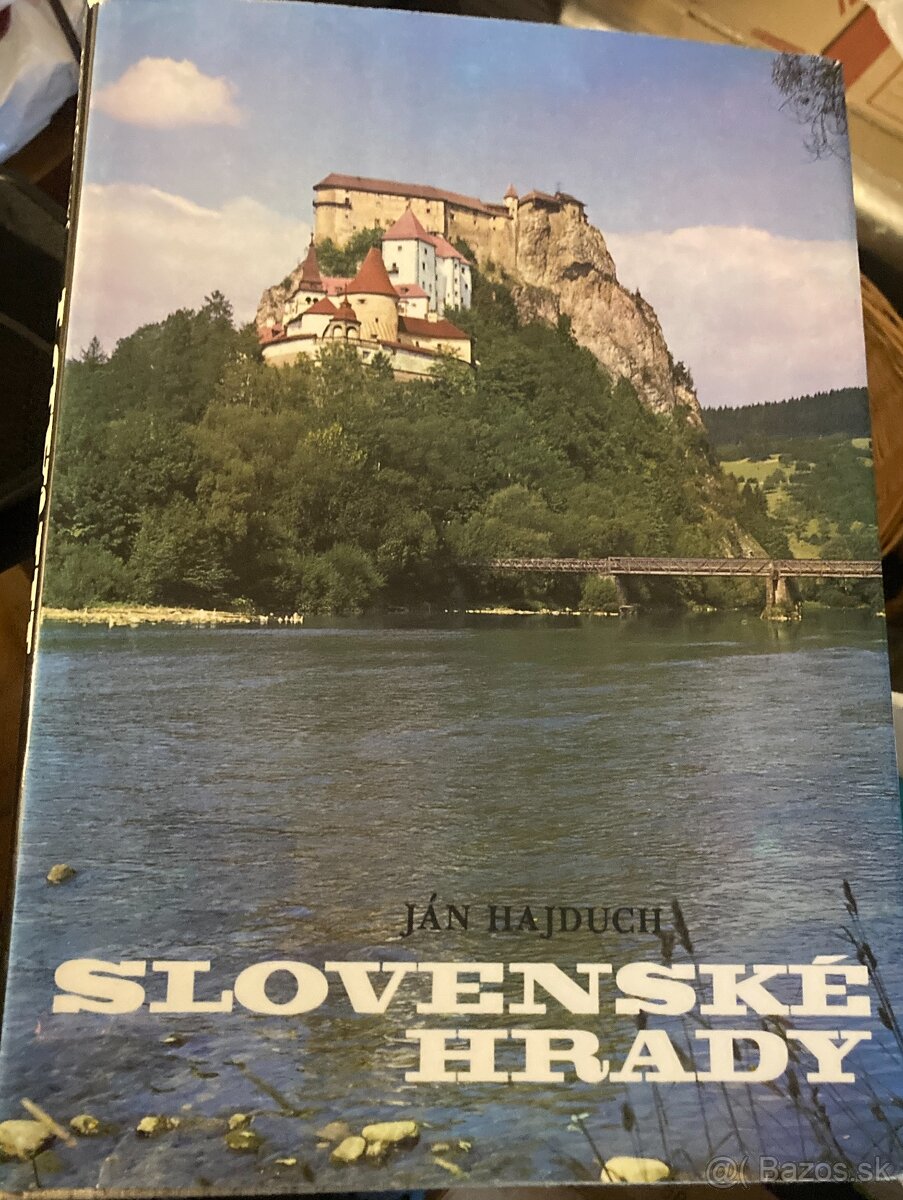 JÁN HAJDUCH
SLOVENSKÉ
HRADY
@( Bazos.sk